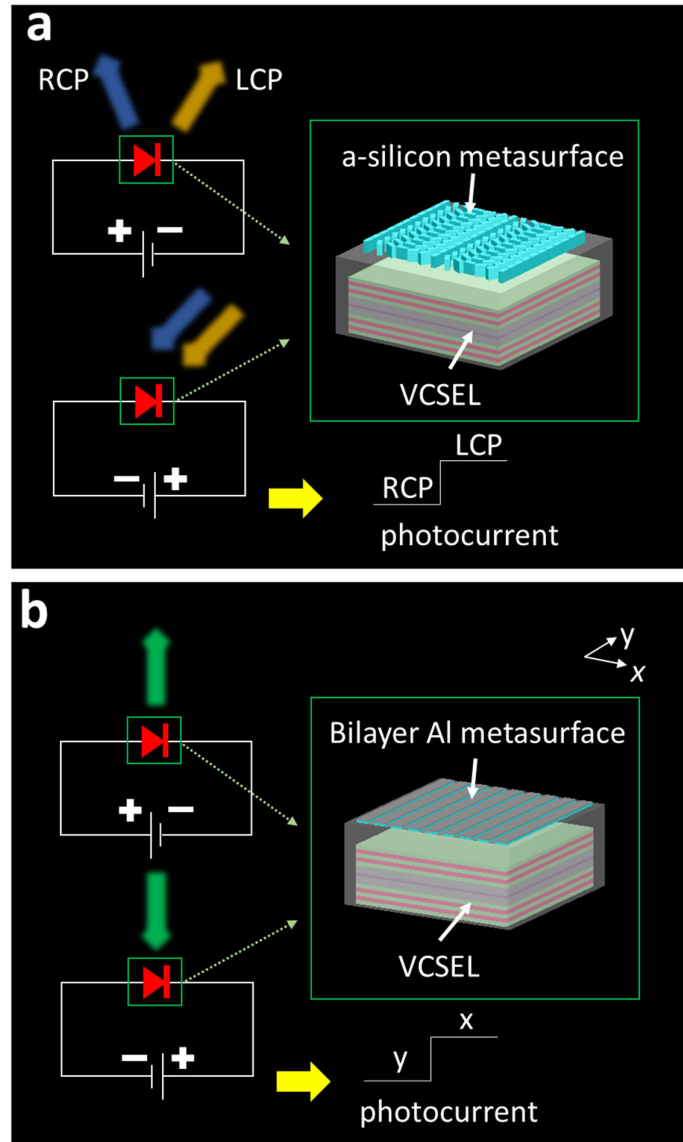 a
RCP
LCP
a-silicon metasurface
+ −
VCSEL
− +
LCP
RCP
photocurrent
b
y
x
Bilayer Al metasurface
+ −
VCSEL
− +
x
y
photocurrent